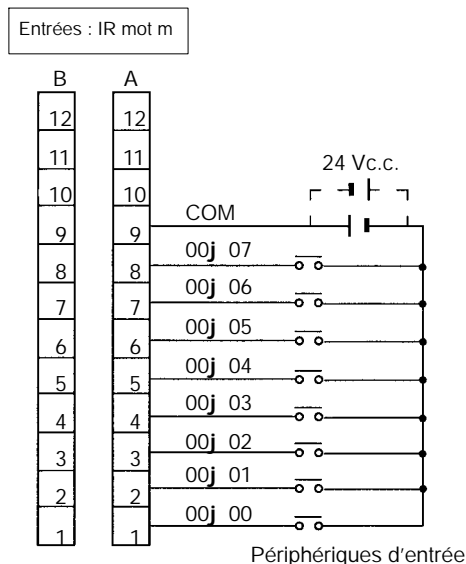 Entrées : IR mot m
B A
12 12
11 11
24 Vc.c.
10 10
COM
9 9
00j 07
8 8
00j 06
7 7
00j 05
6 6
00j 04
5 5
00j 03
4 4
00j 02
3 3
00j 01
2 2
00j 00
1 1
Périphériques d'entrée